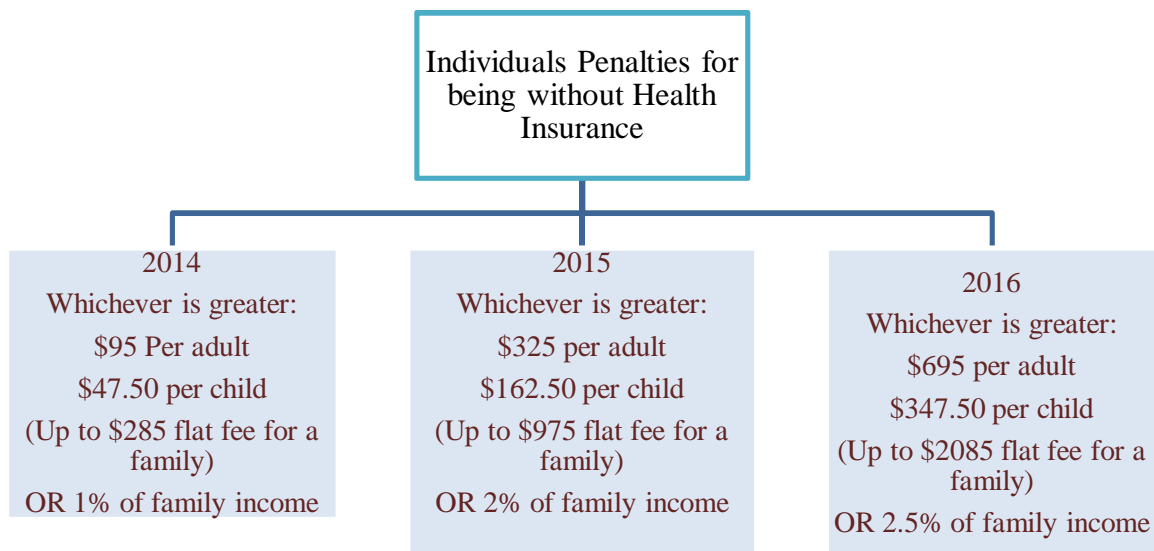 Individuals Penalties for
being without Health
Insurance
2014
Whichever is greater:
$95 Per adult
$47.50 per child
(Up to $285 flat fee for a
family)
OR 1% of family income
2015
Whichever is greater:
$325 per adult
$162.50 per child
(Up to $975 flat fee for a
family)
OR 2% of family income
2016
Whichever is greater:
$695 per adult
$347.50 per child
(Up to $2085 flat fee for a
family)
OR 2.5% of family income